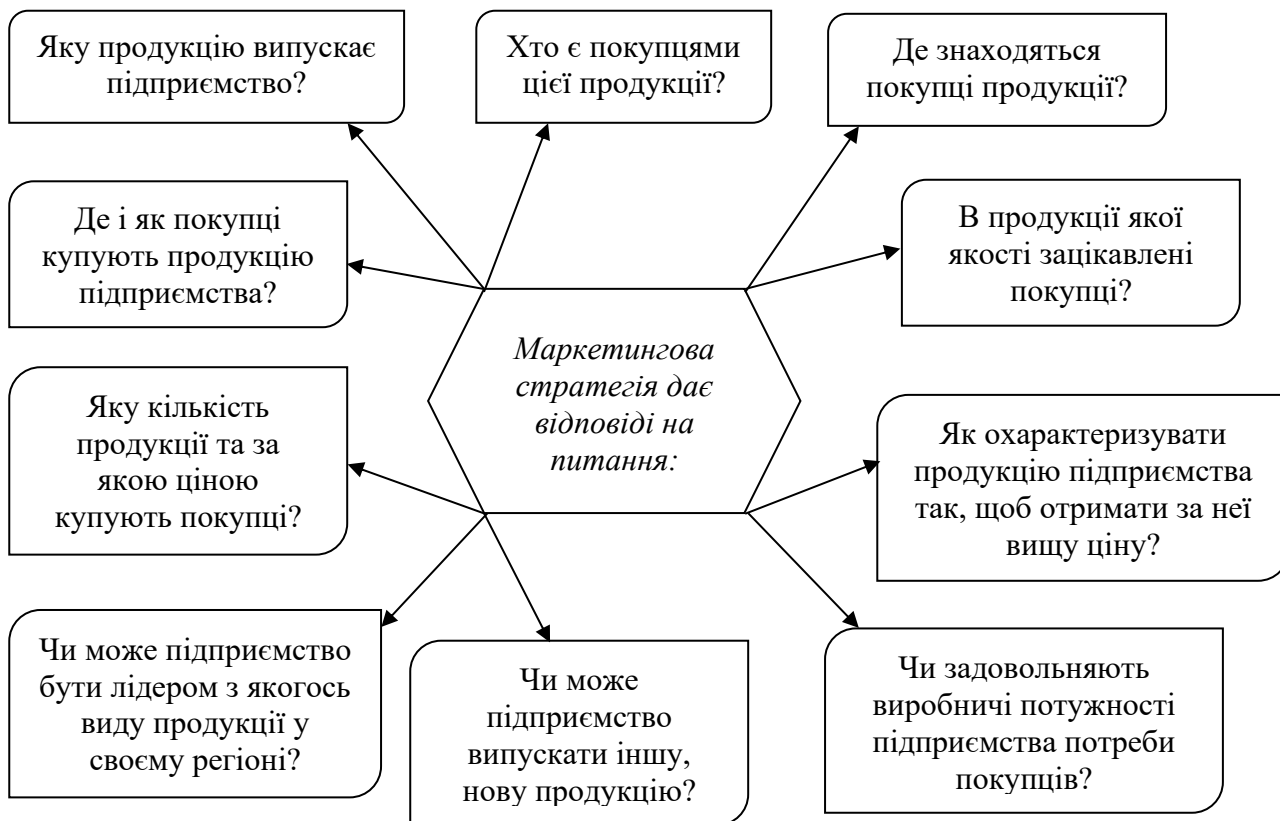 Яку продукцію випускає
підприємство?
Хто є покупцями
цієї продукції?
Де знаходяться
покупці продукції?
Де і як покупці
купують продукцію
підприємства?
В продукції якої
якості зацікавлені
покупці?
Маркетингова
стратегія дає
відповіді на
питання:
Яку кількість
продукції та за
якою ціною
купують покупці?
Як охарактеризувати
продукцію підприємства
так, щоб отримати за неї
вищу ціну?
Чи може підприємство
бути лідером з якогось
виду продукції у
своєму регіоні?
Чи може
підприємство
випускати іншу,
нову продукцію?
Чи задовольняють
виробничі потужності
підприємства потреби
покупців?